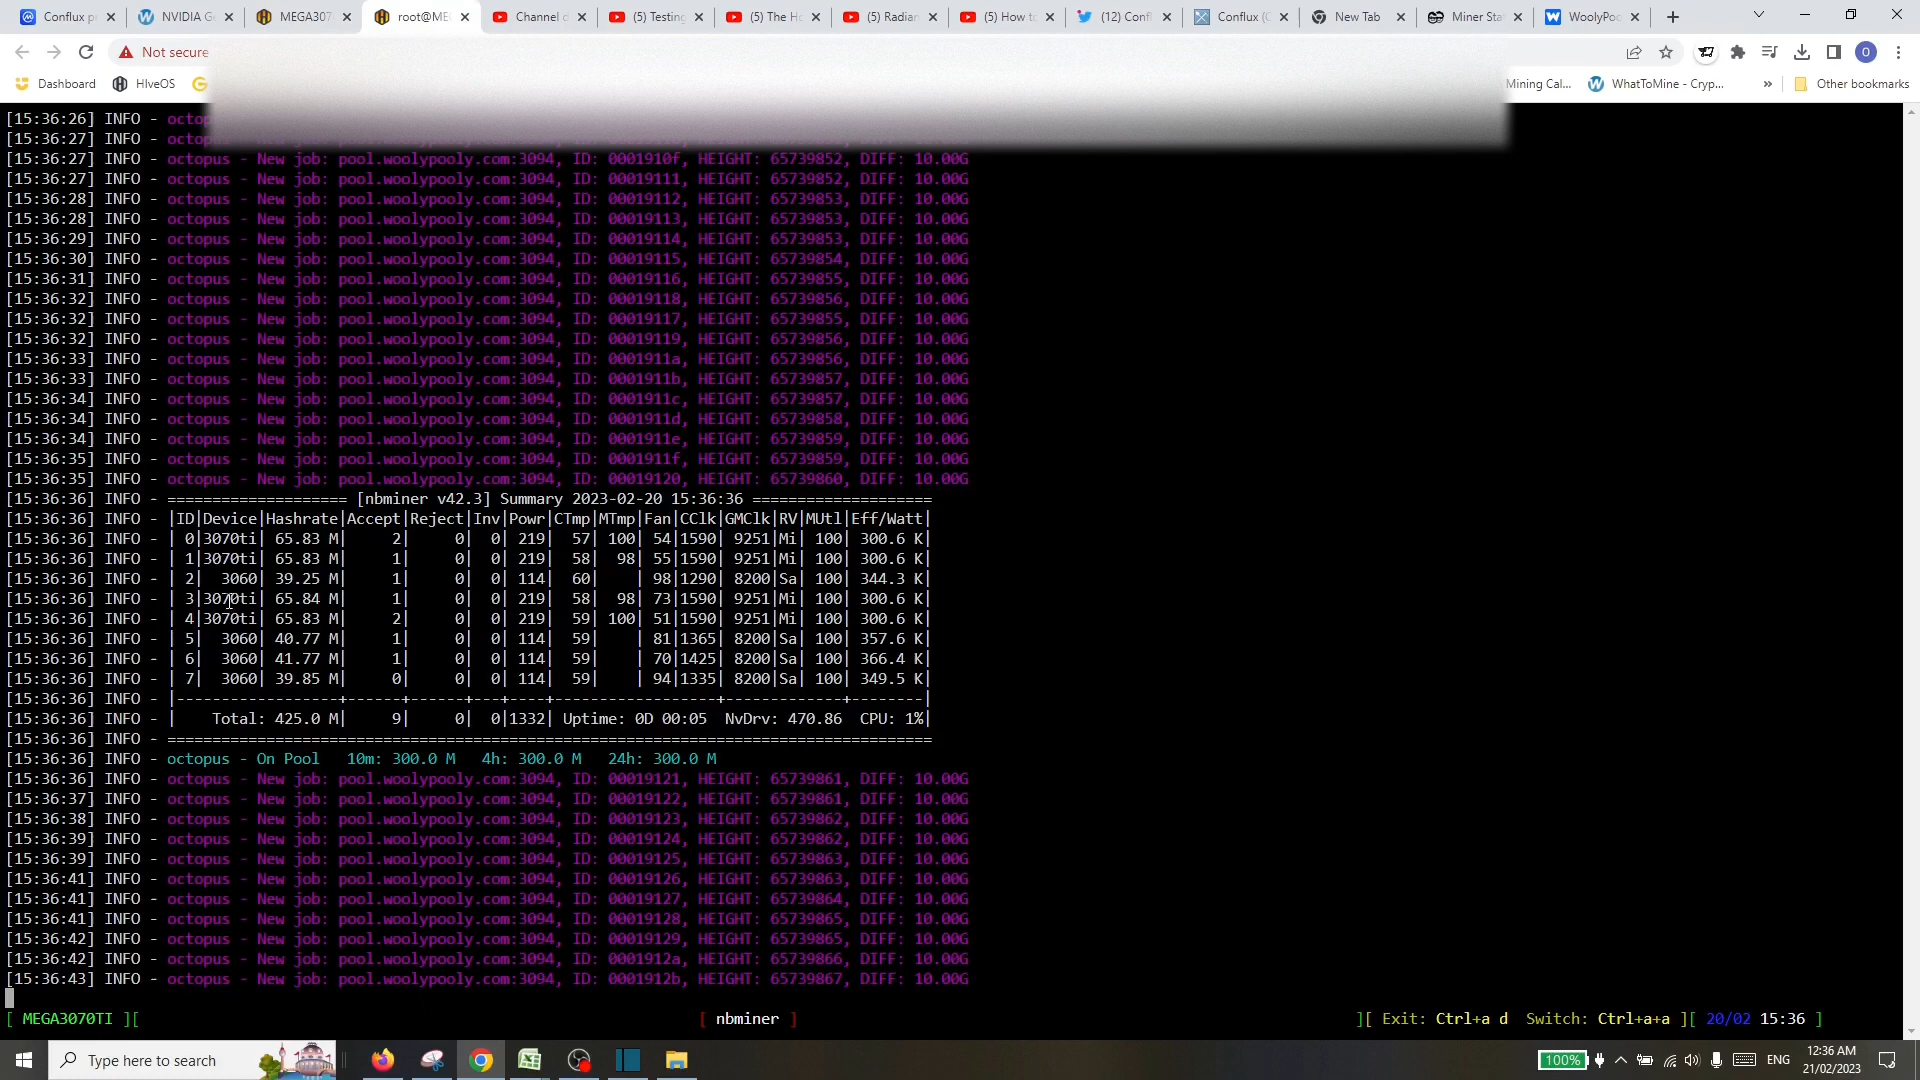 Conflux p
NVIDIA G
MEGA307
root@ME
Channel d
(5) Testing
(5) The Ho
(5) Radian
(5) How to
(12) Confl
Conflux (C
New Tab
Miner Sta
WoolyPoo
Not secure
O
Dashboard
HIveOS
Mining Cal...
WhatToMine - Cryp...
»
Other bookmarks
[15:36:26] INFO - octop
[15:36:27] INFO - octop
[15:36:27] INFO - octopus - New job: pool.woolypooly.com:3094, ID: 0001910f, HEIGHT: 65739852, DIFF: 10.00G
[15:36:27] INFO - octopus - New job: pool.woolypooly.com:3094, ID: 00019111, HEIGHT: 65739852, DIFF: 10.00G
[15:36:28] INFO - octopus - New job: pool.woolypooly.com:3094, ID: 00019112, HEIGHT: 65739853, DIFF: 10.00G
[15:36:28] INFO - octopus - New job: pool.woolypooly.com:3094, ID: 00019113, HEIGHT: 65739853, DIFF: 10.00G
[15:36:29] INFO - octopus - New job: pool.woolypooly.com:3094, ID: 00019114, HEIGHT: 65739853, DIFF: 10.00G
[15:36:30] INFO - octopus - New job: pool.woolypooly.com:3094, ID: 00019115, HEIGHT: 65739854, DIFF: 10.00G
[15:36:31] INFO - octopus - New job: pool.woolypooly.com:3094, ID: 00019116, HEIGHT: 65739855, DIFF: 10.00G
[15:36:32] INFO - octopus - New job: pool.woolypooly.com:3094, ID: 00019118, HEIGHT: 65739856, DIFF: 10.00G
[15:36:32] INFO - octopus - New job: pool.woolypooly.com:3094, ID: 00019117, HEIGHT: 65739855, DIFF: 10.00G
[15:36:32] INFO - octopus - New job: pool.woolypooly.com:3094, ID: 00019119, HEIGHT: 65739856, DIFF: 10.00G
[15:36:33] INFO - octopus - New job: pool.woolypooly.com:3094, ID: 0001911a, HEIGHT: 65739856, DIFF: 10.00G
[15:36:33] INFO - octopus - New job: pool.woolypooly.com:3094, ID: 0001911b, HEIGHT: 65739857, DIFF: 10.00G
[15:36:34] INFO - octopus - New job: pool.woolypooly.com:3094, ID: 0001911c, HEIGHT: 65739857, DIFF: 10.00G
[15:36:34] INFO - octopus - New job: pool.woolypooly.com:3094, ID: 0001911d, HEIGHT: 65739858, DIFF: 10.00G
[15:36:34] INFO - octopus - New job: pool.woolypooly.com:3094, ID: 0001911e, HEIGHT: 65739859, DIFF: 10.00G
[15:36:35] INFO - octopus - New job: pool.woolypooly.com:3094, ID: 0001911f, HEIGHT: 65739859, DIFF: 10.00G
[15:36:35] INFO - octopus - New job: pool.woolypooly.com:3094, ID: 00019120, HEIGHT: 65739860, DIFF: 10.00G
[15:36:36] INFO - ==================== [nbminer v42.3] Summary 2023-02-20 15:36:36 ====================
[15:36:36] INFO - |ID|Device|Hashrate|Accept|Reject|Inv|Powr|CTmp|MTmp|Fan|CClk|GMClk|RV|MUtl|Eff/Watt|
[15:36:36] INFO - | 0|3070ti| 65.83 M| 2| 0| 0| 219| 57| 100| 54|1590| 9251|Mi| 100| 300.6 K|
[15:36:36] INFO - | 1|3070ti| 65.83 M| 1| 0| 0| 219| 58| 98| 55|1590| 9251|Mi| 100| 300.6 K|
[15:36:36] INFO - | 2| 3060| 39.25 M| 1| 0| 0| 114| 60| | 98|1290| 8200|Sa| 100| 344.3 K|
[15:36:36] INFO - | 3|3070ti| 65.84 M| 1| 0| 0| 219| 58| 98| 73|1590| 9251|Mi| 100| 300.6 K|
[15:36:36] INFO - | 4|3070ti| 65.83 M| 2| 0| 0| 219| 59| 100| 51|1590| 9251|Mi| 100| 300.6 K|
[15:36:36] INFO - | 5| 3060| 40.77 M| 1| 0| 0| 114| 59| | 81|1365| 8200|Sa| 100| 357.6 K|
[15:36:36] INFO - | 6| 3060| 41.77 M| 1| 0| 0| 114| 59| | 70|1425| 8200|Sa| 100| 366.4 K|
[15:36:36] INFO - | 7| 3060| 39.85 M| 0| 0| 0| 114| 59| | 94|1335| 8200|Sa| 100| 349.5 K|
[15:36:36] INFO - |------------------+------+------+---+----+-------------------+----------+--------|
[15:36:36] INFO - | Total: 425.0 M| 9| 0| 0|1332| Uptime: 0D 00:05 NvDrv: 470.86 CPU: 1%|
[15:36:36] INFO - =====================================================================================
[15:36:36] INFO - octopus - On Pool 10m: 300.0 M 4h: 300.0 M 24h: 300.0 M
[15:36:36] INFO - octopus - New job: pool.woolypooly.com:3094, ID: 00019121, HEIGHT: 65739861, DIFF: 10.00G
[15:36:37] INFO - octopus - New job: pool.woolypooly.com:3094, ID: 00019122, HEIGHT: 65739861, DIFF: 10.00G
[15:36:38] INFO - octopus - New job: pool.woolypooly.com:3094, ID: 00019123, HEIGHT: 65739862, DIFF: 10.00G
[15:36:39] INFO - octopus - New job: pool.woolypooly.com:3094, ID: 00019124, HEIGHT: 65739862, DIFF: 10.00G
[15:36:39] INFO - octopus - New job: pool.woolypooly.com:3094, ID: 00019125, HEIGHT: 65739863, DIFF: 10.00G
[15:36:41] INFO - octopus - New job: pool.woolypooly.com:3094, ID: 00019126, HEIGHT: 65739863, DIFF: 10.00G
[15:36:41] INFO - octopus - New job: pool.woolypooly.com:3094, ID: 00019127, HEIGHT: 65739864, DIFF: 10.00G
[15:36:41] INFO - octopus - New job: pool.woolypooly.com:3094, ID: 00019128, HEIGHT: 65739865, DIFF: 10.00G
[15:36:42] INFO - octopus - New job: pool.woolypooly.com:3094, ID: 00019129, HEIGHT: 65739865, DIFF: 10.00G
[15:36:42] INFO - octopus - New job: pool.woolypooly.com:3094, ID: 0001912a, HEIGHT: 65739866, DIFF: 10.00G
[15:36:43] INFO - octopus - New job: pool.woolypooly.com:3094, ID: 0001912b, HEIGHT: 65739867, DIFF: 10.00G
[ MEGA3070TI ][ [ nbminer ] ][ Exit: Ctrl+a d Switch: Ctrl+a+a ][ 20/02 15:36 ]
Type here to search
100%
ENG
12:36 AM
21/02/2023